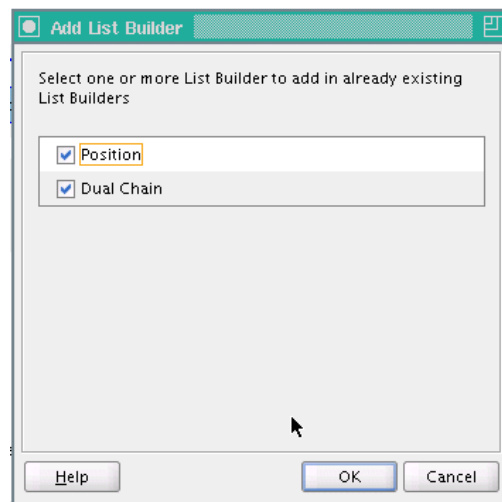 Add List Builder
Select one or more List Builder to add in already existing
List Builders
Position
Dual Chain
Help
OK
Cancel